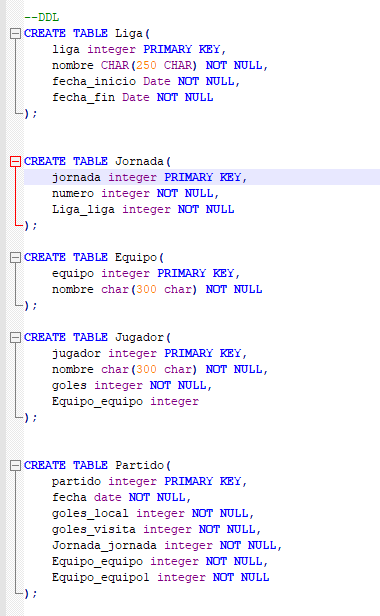 --DDL
CREATE TABLE Liga(
liga integer PRIMARY KEY,
nombre CHAR(250 CHAR) NOT NULL,
fecha_inicio Date NOT NULL,
fecha_fin Date NOT NULL
);
CREATE TABLE Jornada(
jornada integer PRIMARY KEY,
numero integer NOT NULL,
Liga_liga integer NOT NULL
);
CREATE TABLE Equipo(
equipo integer PRIMARY KEY,
nombre char(300 char) NOT NULL
);
CREATE TABLE Jugador(
jugador integer PRIMARY KEY,
nombre char(300 char) NOT NULL,
goles integer NOT NULL,
Equipo_equipo integer
);
CREATE TABLE Partido(
partido integer PRIMARY KEY,
fecha date NOT NULL,
goles_local integer NOT NULL,
goles_visita integer NOT NULL,
Jornada_jornada integer NOT NULL,
Equipo_equipo integer NOT NULL,
Equipo_equipo1 integer NOT NULL
);